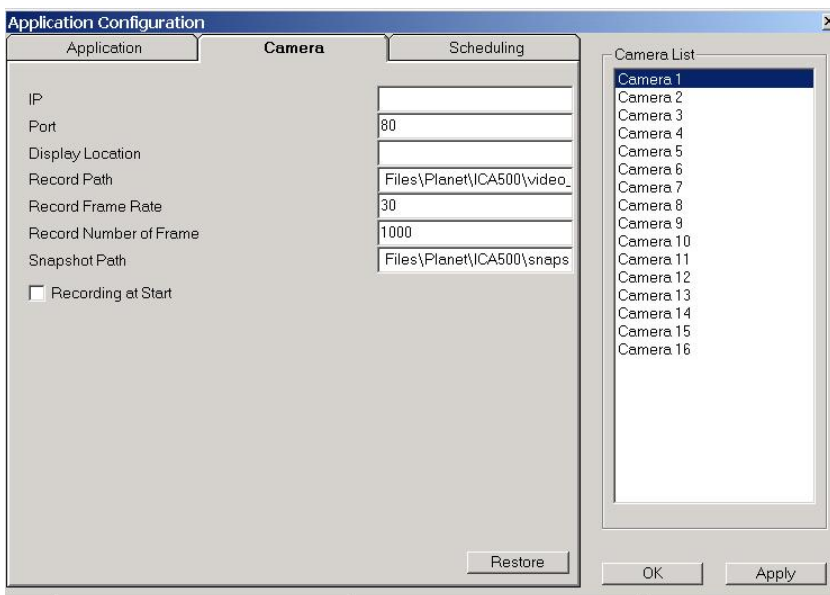 Application Configuration
Application
Camera
Scheduling
IP
Port
80
Display Location
Record Path
Files\Planet\ICA500\video_
Record Frame Rate
30
Record Number of Frame
1000
Snapshot Path
Files\Planet\ICA500\snaps
Recording at Start
Restore
Camera List
Camera 1
Camera 2
Camera 3
Camera 4
Camera 5
Camera 6
Camera 7
Camera 8
Camera 9
Camera 10
Camera 11
Camera 12
Camera 13
Camera 14
Camera 15
Camera 16
OK
Apply